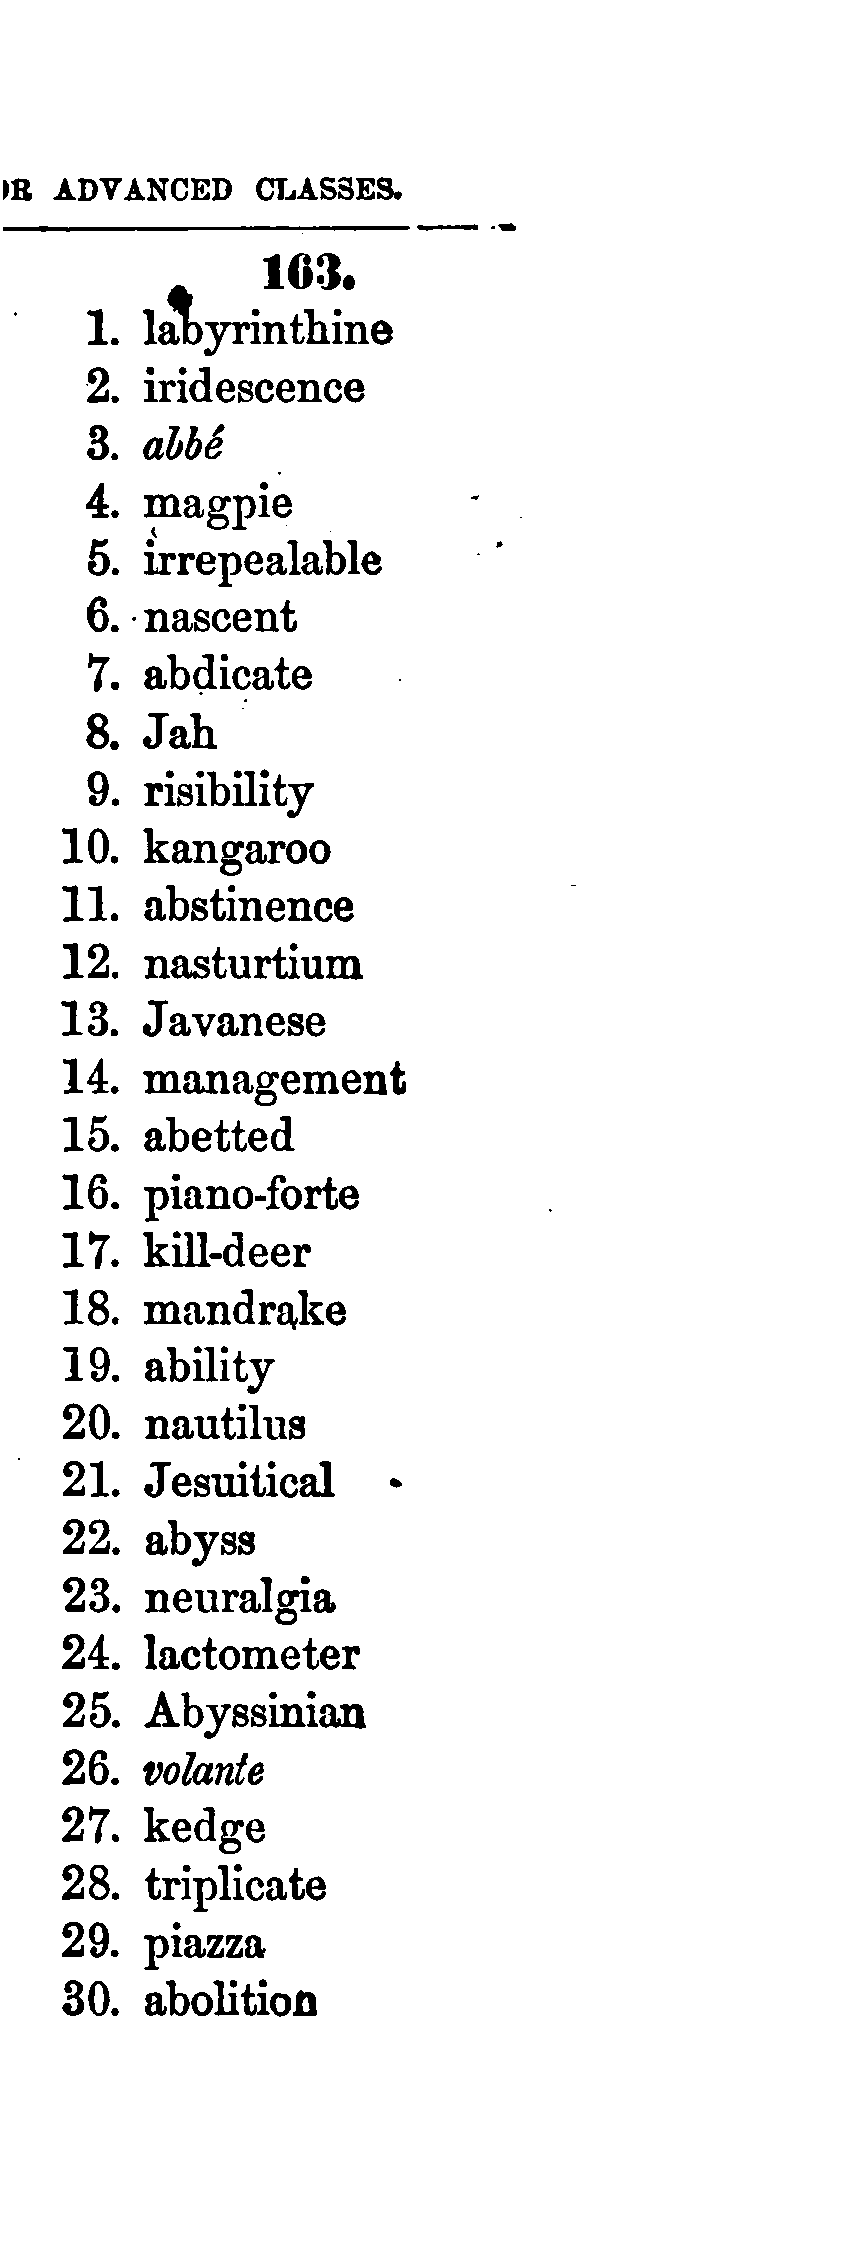 ADVANCED CLASSES.
163.
1. labyrinthine
2. iridescence
3. abbé
4. magpie
5. irrepealable
6. nascent
7. abdicate
8. Jah
9. risibility
10. kangaroo
11. abstinence
12. nasturtium
13. Javanese
14. management
15. abetted
16. piano-forte
17. kill-deer
18. mandrake
19. ability
20. nautilus
21. Jesuitical
22. abyss
23. neuralgia
24. lactometer
25. Abyssinian
26. volante
27. kedge
28. triplicate
29. piazza
30. abolition